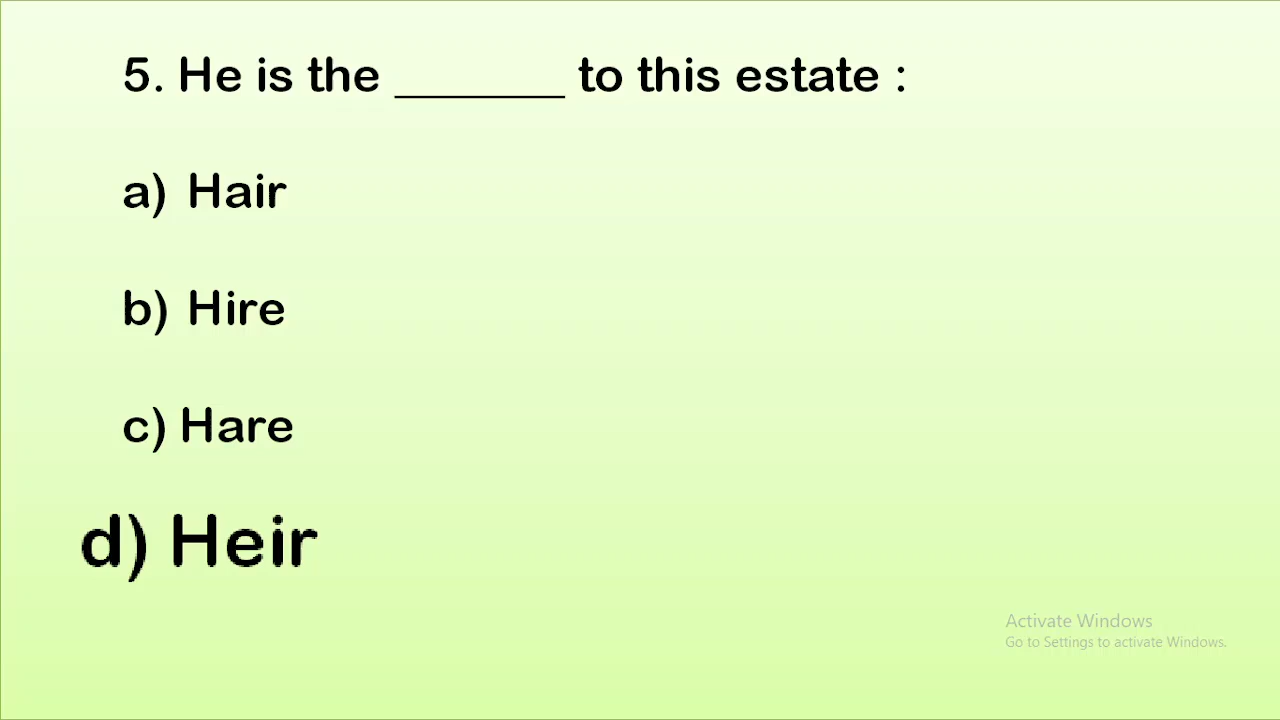 5. He is the _______ to this estate :
a) Hair
b) Hire
c) Hare
d) Heir
Activate Windows
Go to Settings to activate Windows.